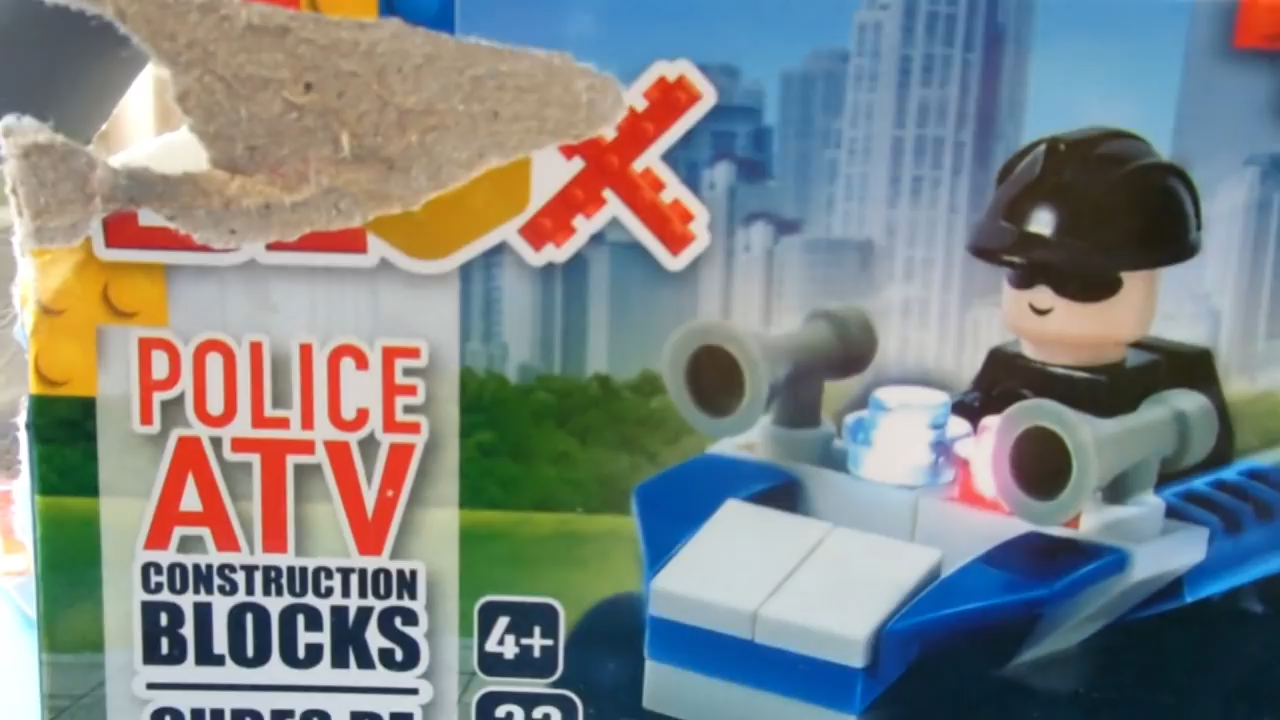 POLICE
ATV
CONSTRUCTION
BLOCKS
4+